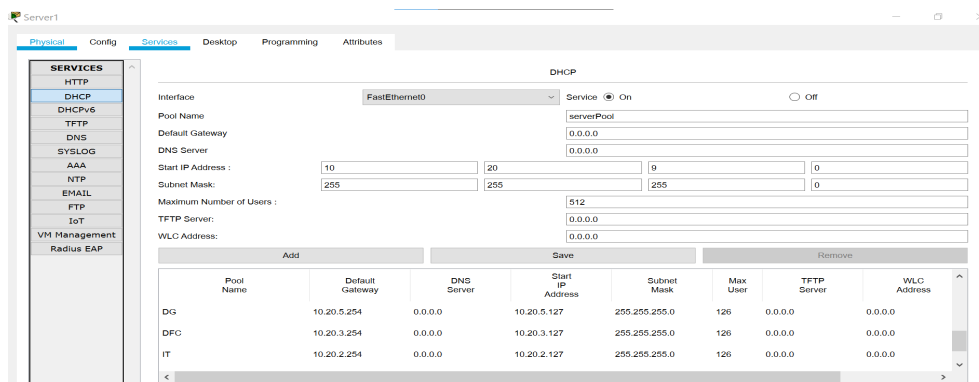 Server1
Physical Config Services Desktop Programming Attributes
SERVICES
HTTP
DHCP
DHCPv6
TFTP
DNS
SYSLOG
AAA
NTP
EMAIL
FTP
IoT
VM Management
Radius EAP
DHCP
Interface FastEthernet0 Service On Off
Pool Name serverPool
Default Gateway 0.0.0.0
DNS Server 0.0.0.0
Start IP Address : 10 20 9 0
Subnet Mask: 255 255 255 0
Maximum Number of Users : 512
TFTP Server: 0.0.0.0
WLC Address: 0.0.0.0
Add Save Remove
Pool Name Default Gateway DNS Server Start IP Address Subnet Mask Max User TFTP Server WLC Address
DG 10.20.5.254 0.0.0.0 10.20.5.127 255.255.255.0 126 0.0.0.0 0.0.0.0
DFC 10.20.3.254 0.0.0.0 10.20.3.127 255.255.255.0 126 0.0.0.0 0.0.0.0
IT 10.20.2.254 0.0.0.0 10.20.2.127 255.255.255.0 126 0.0.0.0 0.0.0.0